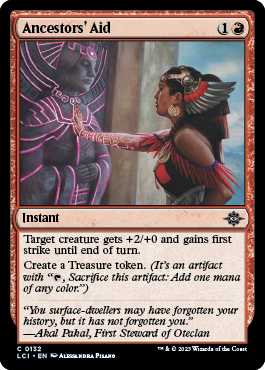 Ancestors' Aid 1
Instant
Target creature gets +2/+0 and gains first
strike until end of turn.
Create a Treasure token. (It's an artifact
with “, Sacrifice this artifact: Add one mana
of any color.”)
“You surface-dwellers may have forgotten your
history, but it has not forgotten you.”
—Akal Pakal, First Steward of Oteclan
C 0132
LCI • EN Alessandra Pisano
™ & © 2023 Wizards of the Coast